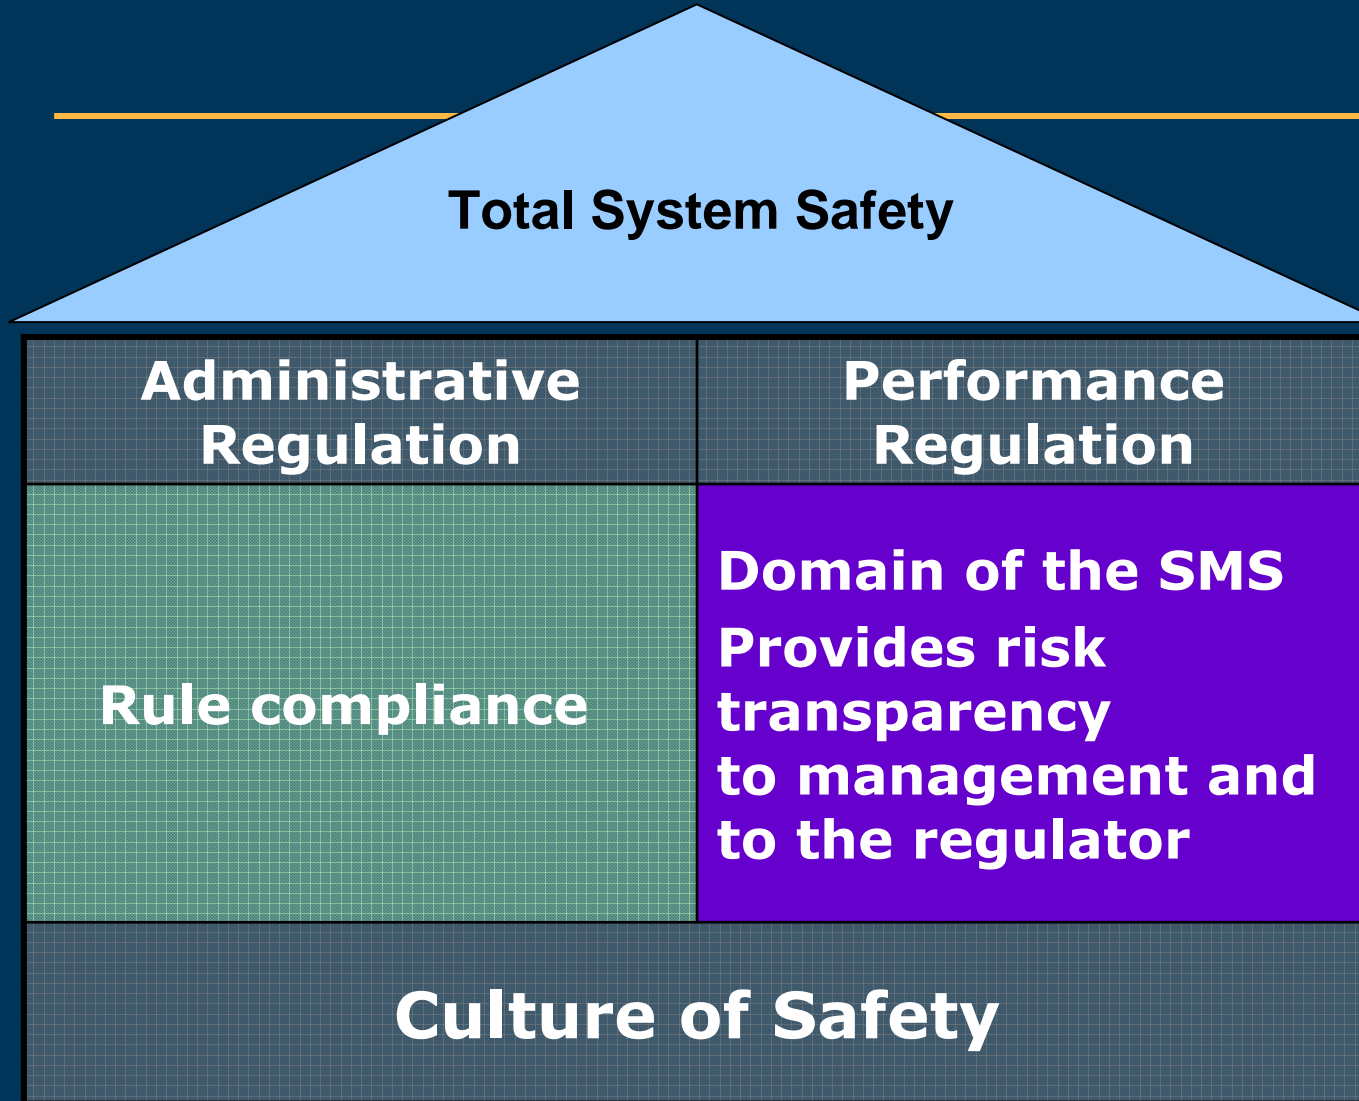 Total System Safety
Administrative
Regulation
Performance
Regulation
Rule compliance
Domain of the SMS
Provides risk
transparency
to management and
to the regulator
Culture of Safety